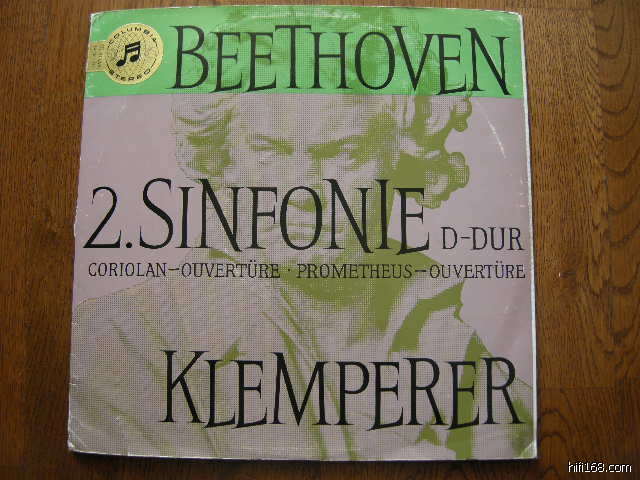 COLUMBIA
STEREO
BEETHOVEN
2. SINFONIE D-DUR
CORIOLAN-OUVERTÜRE · PROMETHEUS-OUVERTÜRE
KLEMPERER
hifi168.com